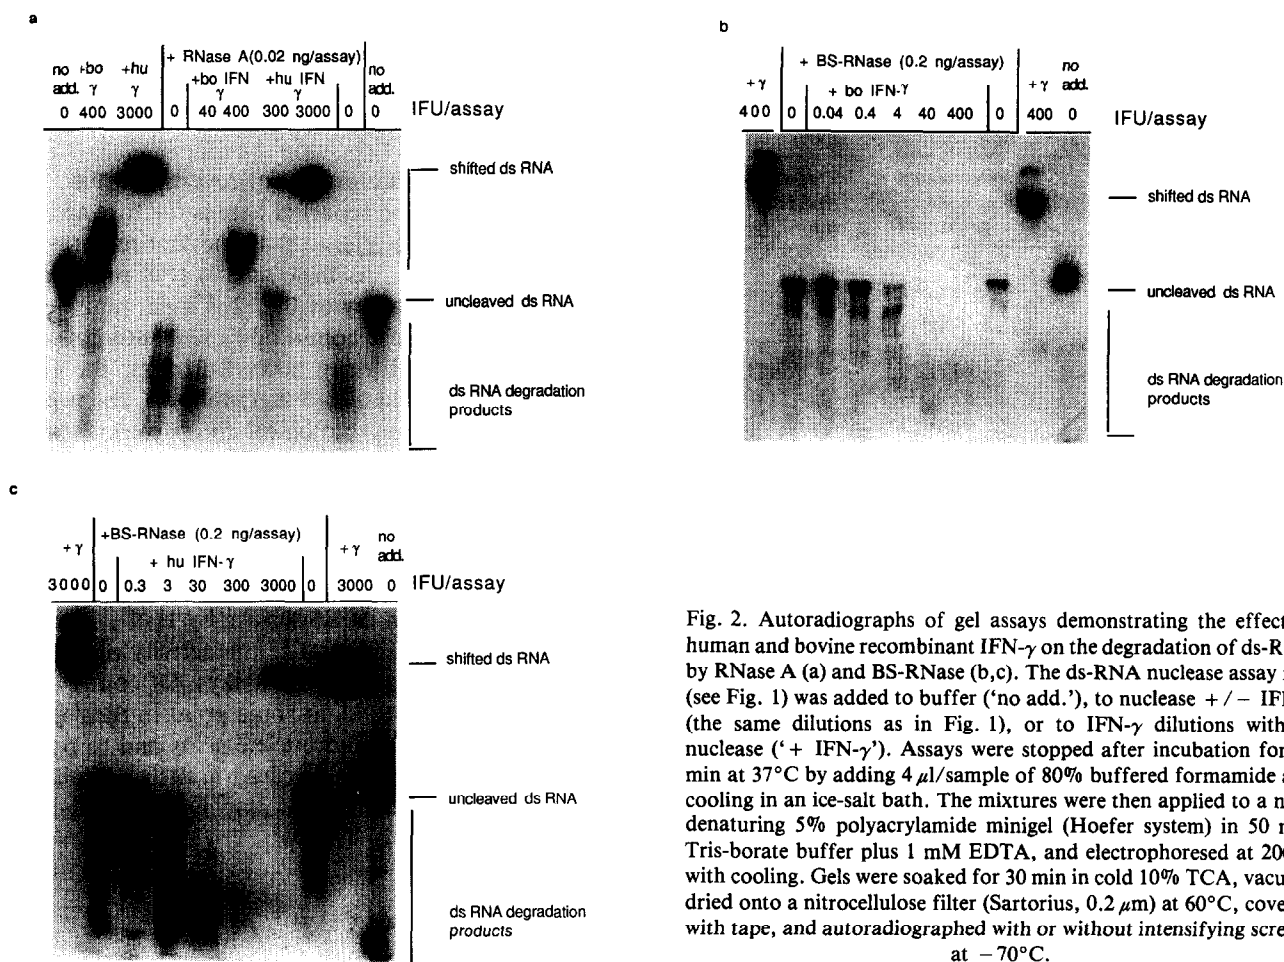 a
no +bo +hu + RNase A(0.02 ng/assay) no
add. γ γ +bo IFN γ +hu IFN γ add.
0 400 3000 0 40 400 300 3000 0 0 IFU/assay
shifted ds RNA
uncleaved ds RNA
ds RNA degradation
products
b
+ BS-RNase (0.2 ng/assay) no
+γ + bo IFN-γ +γ add.
400 0 0.04 0.4 4 40 400 0 400 0 IFU/assay
shifted ds RNA
uncleaved ds RNA
ds RNA degradation
products
c
+BS-RNase (0.2 ng/assay) no
+γ + hu IFN-γ +γ add.
3000 0 0.3 3 30 300 3000 0 3000 0 IFU/assay
shifted ds RNA
uncleaved ds RNA
ds RNA degradation
products
Fig. 2. Autoradiographs of gel assays demonstrating the effect
human and bovine recombinant IFN-γ on the degradation of ds-R
by RNase A (a) and BS-RNase (b,c). The ds-RNA nuclease assay
(see Fig. 1) was added to buffer (‘no add.’), to nuclease +/− IF
(the same dilutions as in Fig. 1), or to IFN-γ dilutions with
nuclease (‘+ IFN-γ’). Assays were stopped after incubation for
min at 37°C by adding 4 μl/sample of 80% buffered formamide
cooling in an ice-salt bath. The mixtures were then applied to a n
denaturing 5% polyacrylamide minigel (Hoefer system) in 50
Tris-borate buffer plus 1 mM EDTA, and electrophoresed at 20
with cooling. Gels were soaked for 30 min in cold 10% TCA, vacu
dried onto a nitrocellulose filter (Sartorius, 0.2 μm) at 60°C, cove
with tape, and autoradiographed with or without intensifying scre
at −70°C.